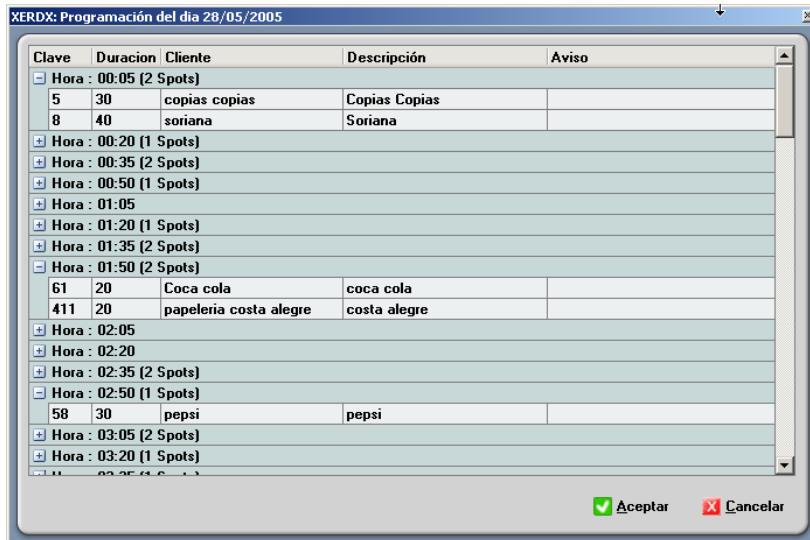 XERDX: Programación del dia 28/05/2005
Clave Duracion Cliente Descripción Aviso
Hora : 00:05 (2 Spots)
5 30 copias copias Copias Copias
8 40 soriana Soriana
Hora : 00:20 (1 Spots)
Hora : 00:35 (2 Spots)
Hora : 00:50 (1 Spots)
Hora : 01:05
Hora : 01:20 (1 Spots)
Hora : 01:35 (2 Spots)
Hora : 01:50 (2 Spots)
61 20 Coca cola coca cola
411 20 papeleria costa alegre costa alegre
Hora : 02:05
Hora : 02:20
Hora : 02:35 (2 Spots)
Hora : 02:50 (1 Spots)
58 30 pepsi pepsi
Hora : 03:05 (2 Spots)
Hora : 03:20 (1 Spots)
Aceptar Cancelar